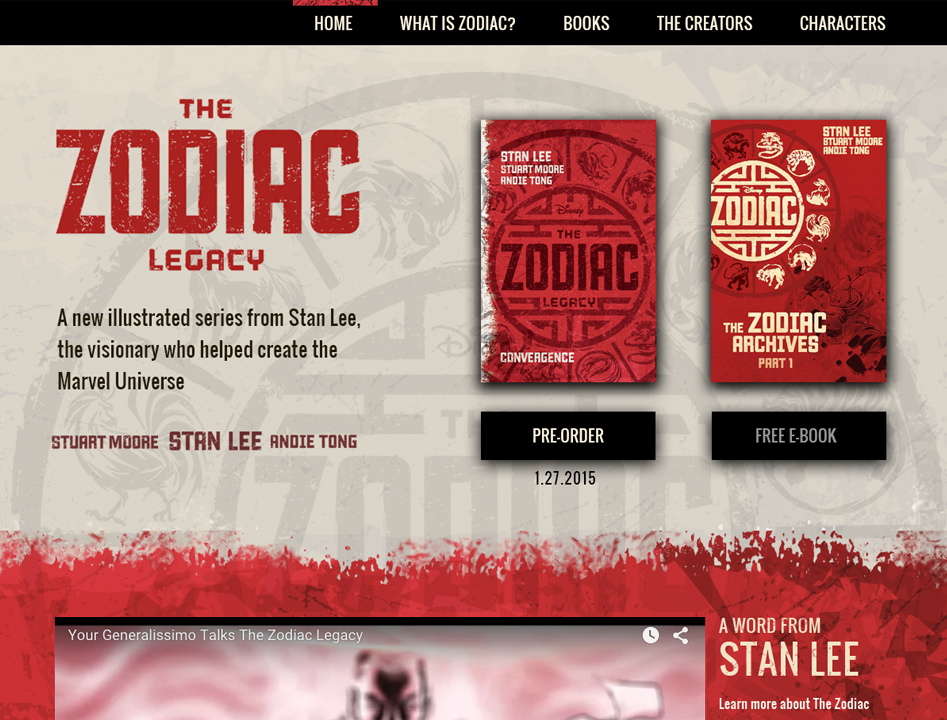 HOME
WHAT IS ZODIAC?
BOOKS
THE CREATORS
CHARACTERS
THE
ZODIAC
LEGACY
A new illustrated series from Stan Lee,
the visionary who helped create the
Marvel Universe
STUART MOORE STAN LEE ANDIE TONG
STAN LEE
STUART MOORE
ANDIE TONG
Disney
THE
ZODIAC
LEGACY
CONVERGENCE
PRE-ORDER
1.27.2015
STAN LEE
STUART MOORE
ANDIE TONG
Disney
ZODIAC
THE ZODIAC
ARCHIVES
PART 1
FREE E-BOOK
Your Generalissimo Talks The Zodiac Legacy
A WORD FROM
STAN LEE
Learn more about The Zodiac